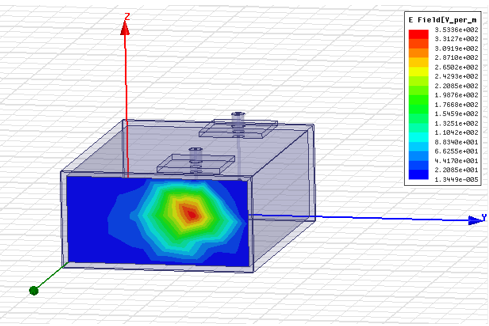 Z
E Field[V_per_m
3.5336e+002
3.3127e+002
3.0919e+002
2.8710e+002
2.6502e+002
2.4293e+002
2.2085e+002
1.9876e+002
1.7668e+002
1.5459e+002
1.3251e+002
1.1042e+002
8.8340e+001
6.6255e+001
4.4170e+001
2.2085e+001
1.3449e-005
Y